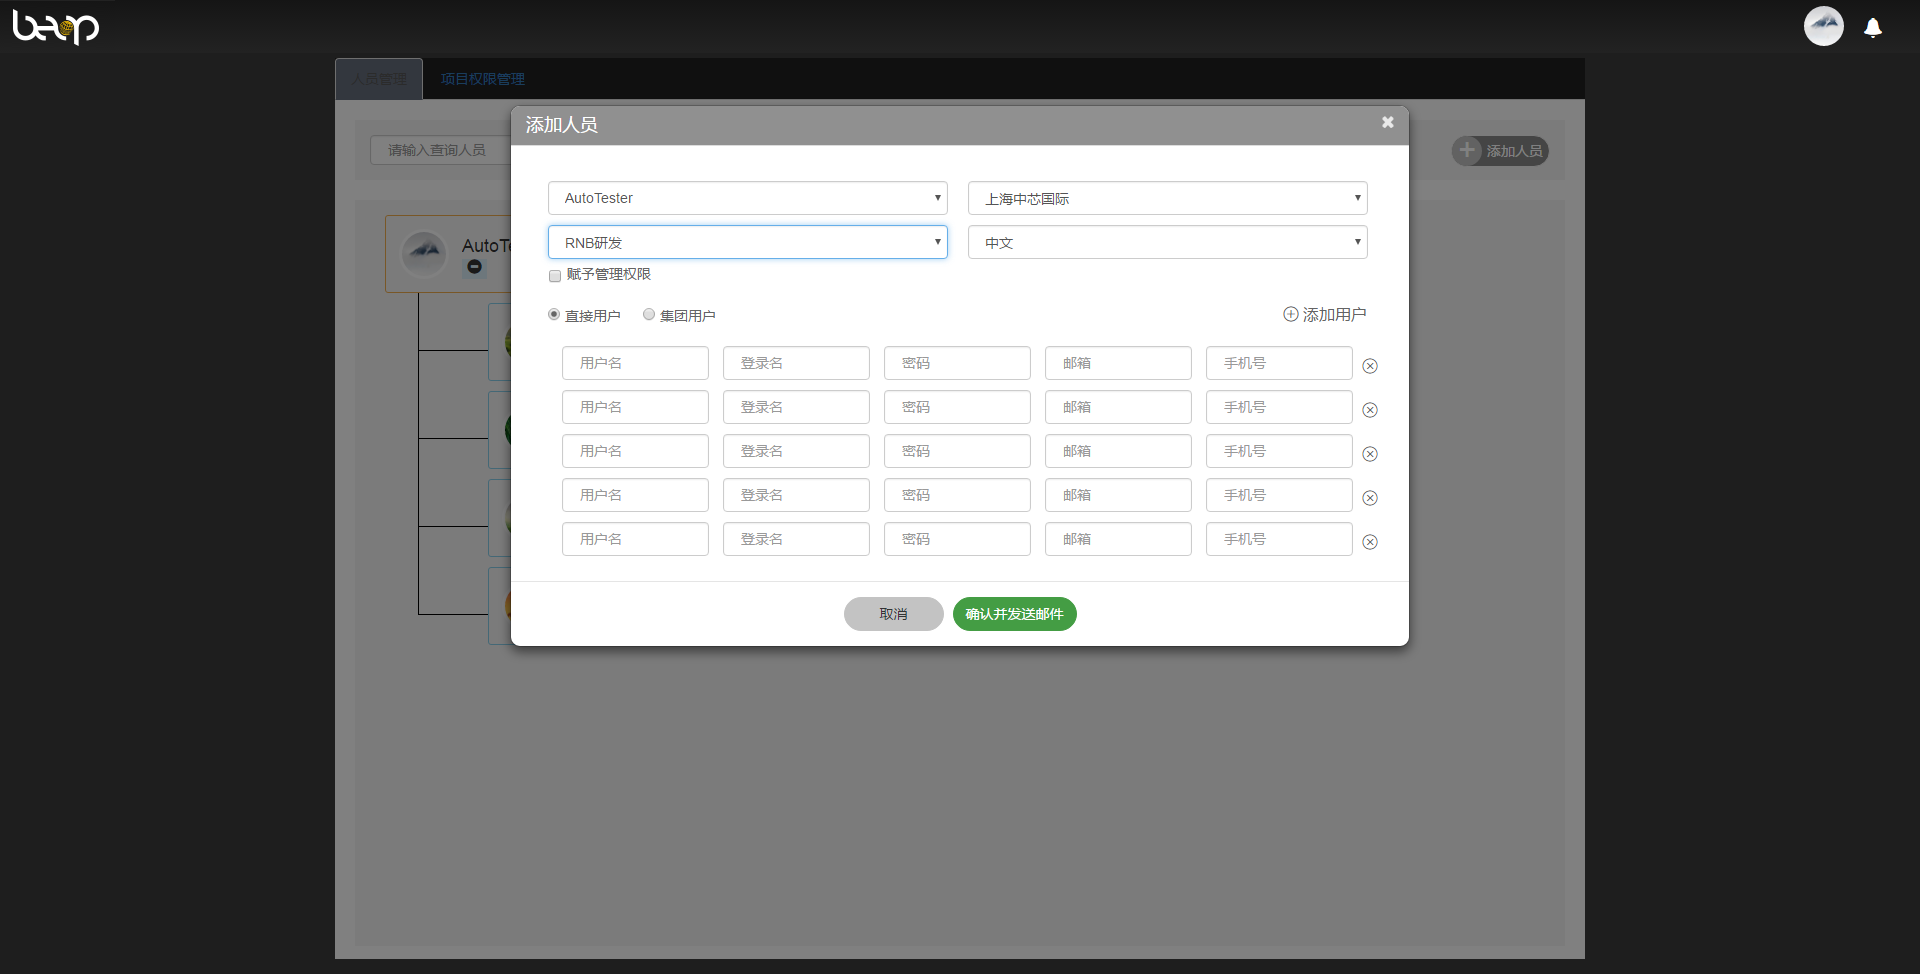 beop
人员管理 项目权限管理
添加人员
请输入查询人员
添加人员
AutoTester 上海中芯国际
AutoTe
RNB研发 中文
赋予管理权限
直接用户 集团用户 添加用户
用户名 登录名 密码 邮箱 手机号
用户名 登录名 密码 邮箱 手机号
用户名 登录名 密码 邮箱 手机号
用户名 登录名 密码 邮箱 手机号
用户名 登录名 密码 邮箱 手机号
取消 确认并发送邮件